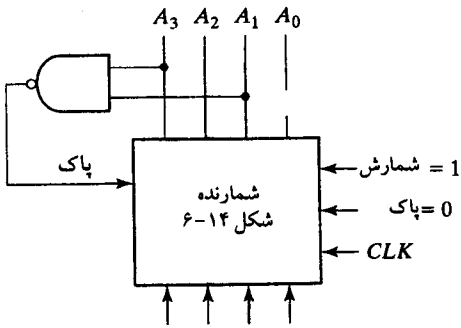 A₃ A₂ A₁ A₀
پاک
شمارنده
شکل ۱۴-۶
شمارش = 1
پاک = 0
CLK